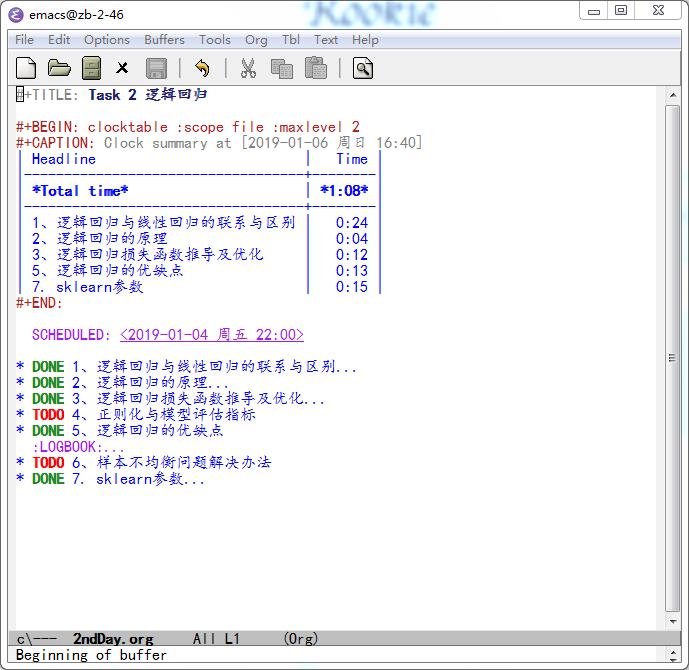 Rookie
emacs@zb-2-46
File Edit Options Buffers Tools Org Tbl Text Help
#+TITLE: Task 2 逻辑回归
#+BEGIN: clocktable :scope file :maxlevel 2
#+CAPTION: Clock summary at [2019-01-06 周日 16:40]
| Headline | Time |
|-----------------------------------+--------|
| *Total time* | *1:08* |
|-----------------------------------+--------|
| 1、逻辑回归与线性回归的联系与区别 | 0:24 |
| 2、逻辑回归的原理 | 0:04 |
| 3、逻辑回归损失函数推导及优化 | 0:12 |
| 5、逻辑回归的优缺点 | 0:13 |
| 7. sklearn参数 | 0:15 |
#+END:
SCHEDULED: <2019-01-04 周五 22:00>
* DONE 1、逻辑回归与线性回归的联系与区别...
* DONE 2、逻辑回归的原理...
* DONE 3、逻辑回归损失函数推导及优化...
* TODO 4、正则化与模型评估指标
* DONE 5、逻辑回归的优缺点
:LOGBOOK:...
* TODO 6、样本不均衡问题解决办法
* DONE 7. sklearn参数...
c\--- 2ndDay.org All L1 (Org)
Beginning of buffer